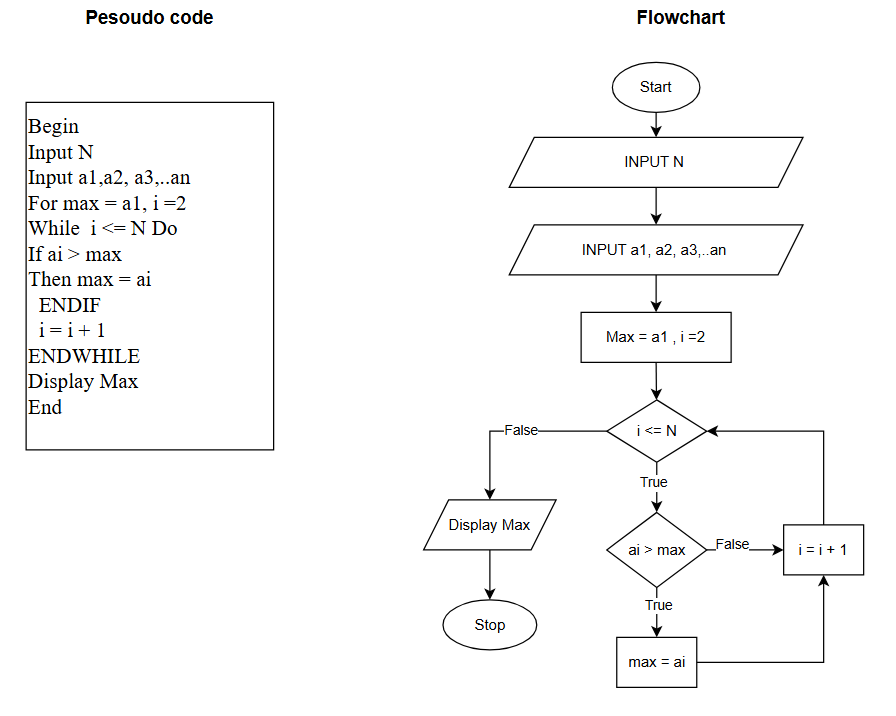 Pesoudo code
Begin
Input N
Input a1,a2, a3,..an
For max = a1, i =2
While  i <= N Do
If ai > max
Then max = ai
ENDIF
i = i + 1
ENDWHILE
Display Max
End
Flowchart
Start
INPUT N
INPUT a1, a2, a3,..an
Max = a1 , i =2
i <= N
False
True
Display Max
ai > max
False
i = i + 1
True
Stop
max = ai